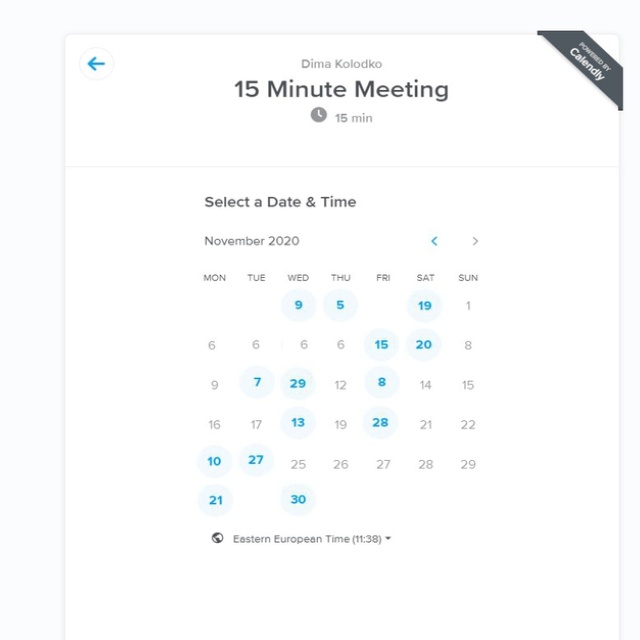 POWERED BY
Calendly
Dima Kolodko
15 Minute Meeting
15 min
Select a Date & Time
November 2020
MON TUE WED THU FRI SAT SUN
9 5 19 1
6 6 6 6 15 20 8
9 7 29 12 8 14 15
16 17 13 19 28 21 22
10 27 25 26 27 28 29
21 30
Eastern European Time (11:38)